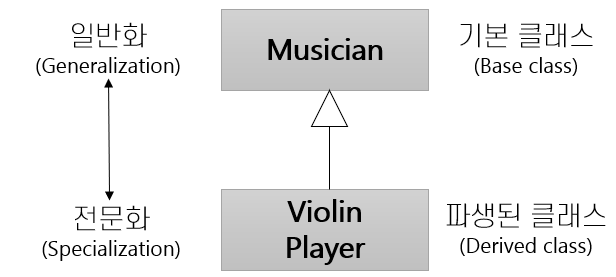 일반화
(Generalization)
Musician
기본 클래스
(Base class)
전문화
(Specialization)
Violin
Player
파생된 클래스
(Derived class)